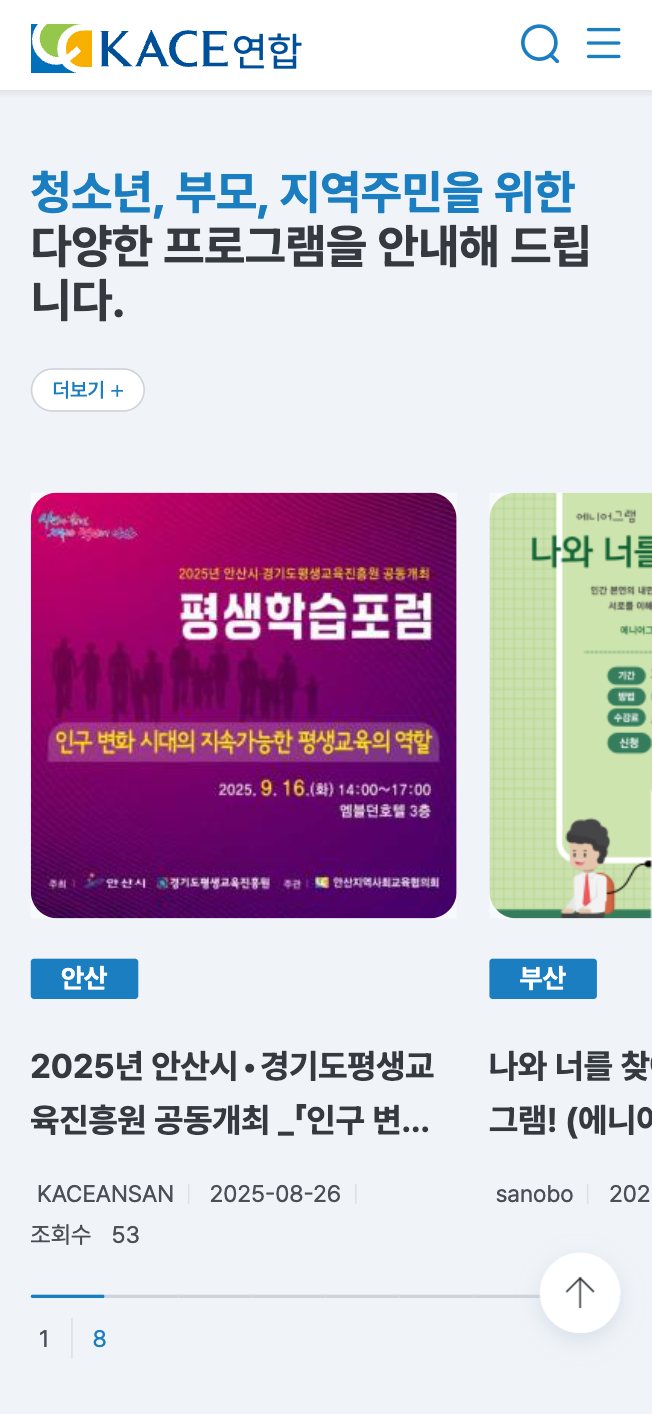 KACE연합
청소년, 부모, 지역주민을 위한
다양한 프로그램을 안내해 드립
니다.
더보기 +
2025년 안산시·경기도평생교육진흥원 공동개최
평생학습포럼
인구 변화 시대의 지속가능한 평생교육의 역할
2025. 9. 16.(화) 14:00~17:00
엠블던호텔 3층
주최 안산시 경기도평생교육진흥원 주관 안산지역사회교육협의회
에니어그램
나와 너를
인간 본연의 내면
서로를 이해
에니어그
기간
방법
수강료
신청
안산
2025년 안산시•경기도평생교
육진흥원 공동개최 _「인구 변...
KACEANSAN 2025-08-26
조회수 53
부산
나와 너를 찾
그램! (에니어
sanobo 202
1 8